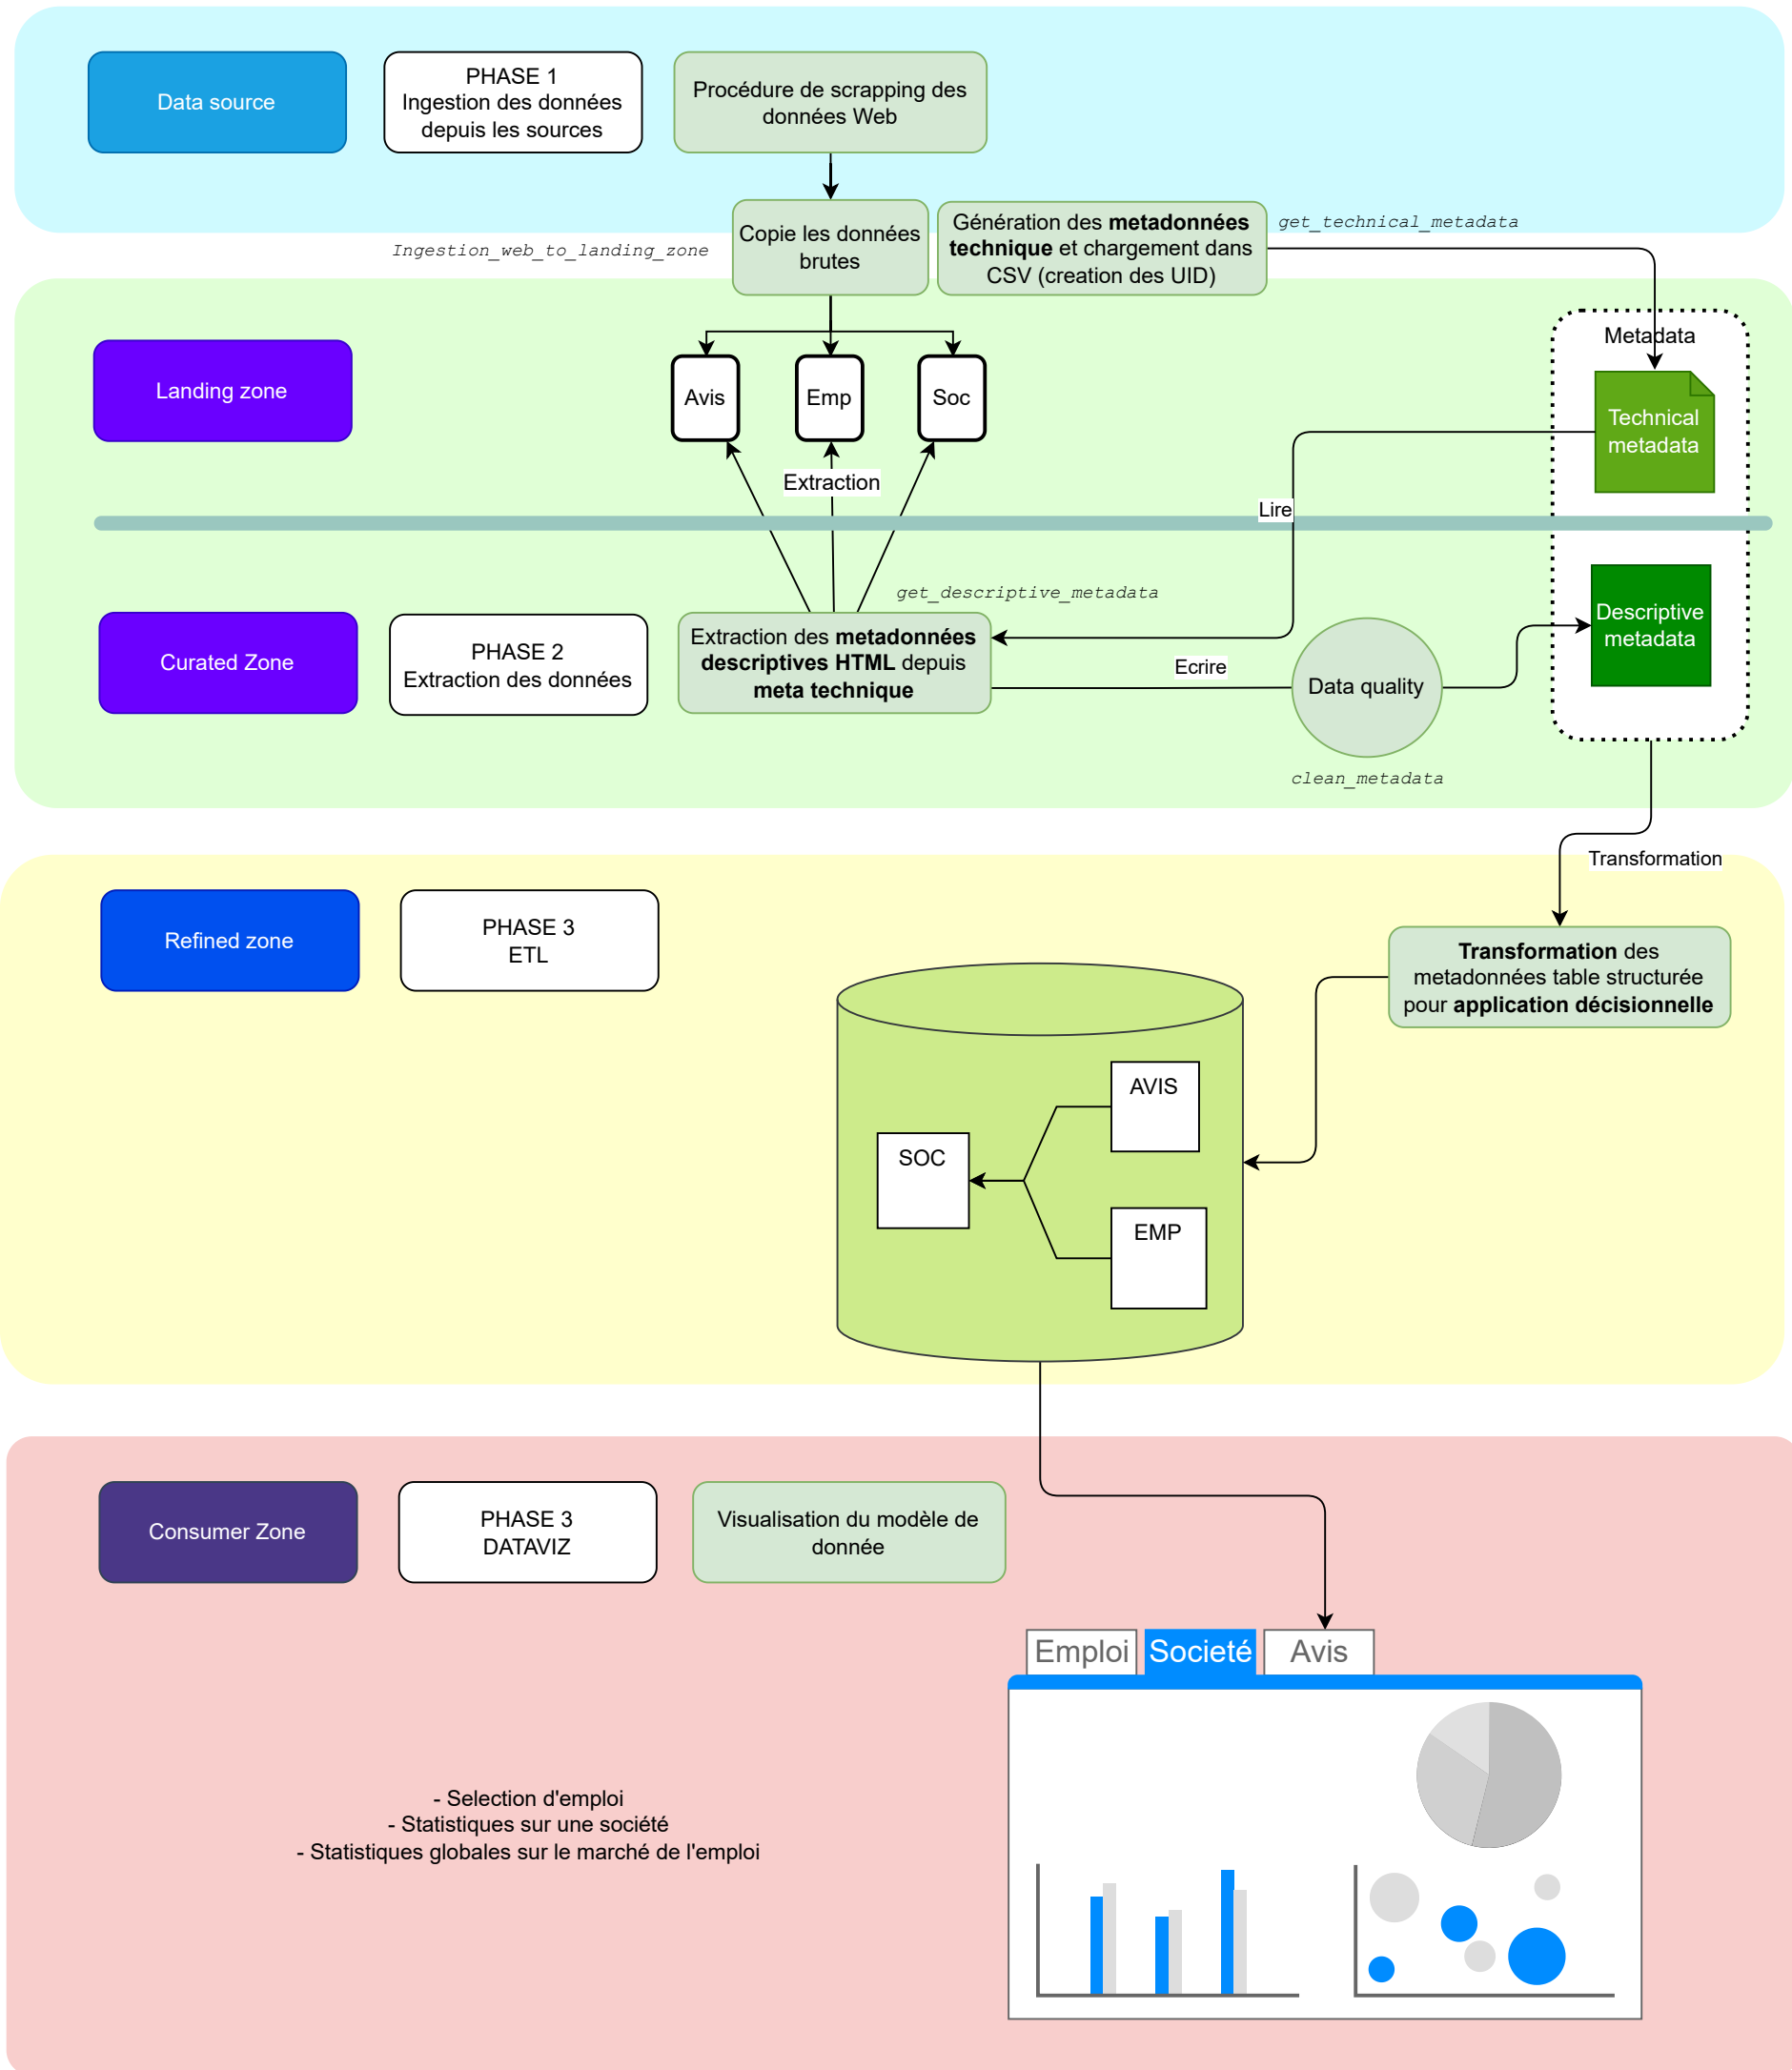 Data source
PHASE 1
Ingestion des données
depuis les sources
Procédure de scrapping des
données Web
Ingestion_web_to_landing_zone
Copie les données
brutes
Génération des metadonnées
technique et chargement dans
CSV (creation des UID)
get_technical_metadata
Landing zone
Avis
Emp
Soc
Metadata
Technical
metadata
Extraction
Lire
get_descriptive_metadata
Curated Zone
PHASE 2
Extraction des données
Extraction des metadonnées
descriptives HTML depuis
meta technique
Ecrire
Data quality
Descriptive
metadata
clean_metadata
Transformation
Refined zone
PHASE 3
ETL
Transformation des
metadonnées table structurée
pour application décisionnelle
AVIS
SOC
EMP
Consumer Zone
PHASE 3
DATAVIZ
Visualisation du modèle de
donnée
Emploi
Societé
Avis
- Selection d'emploi
- Statistiques sur une société
- Statistiques globales sur le marché de l'emploi